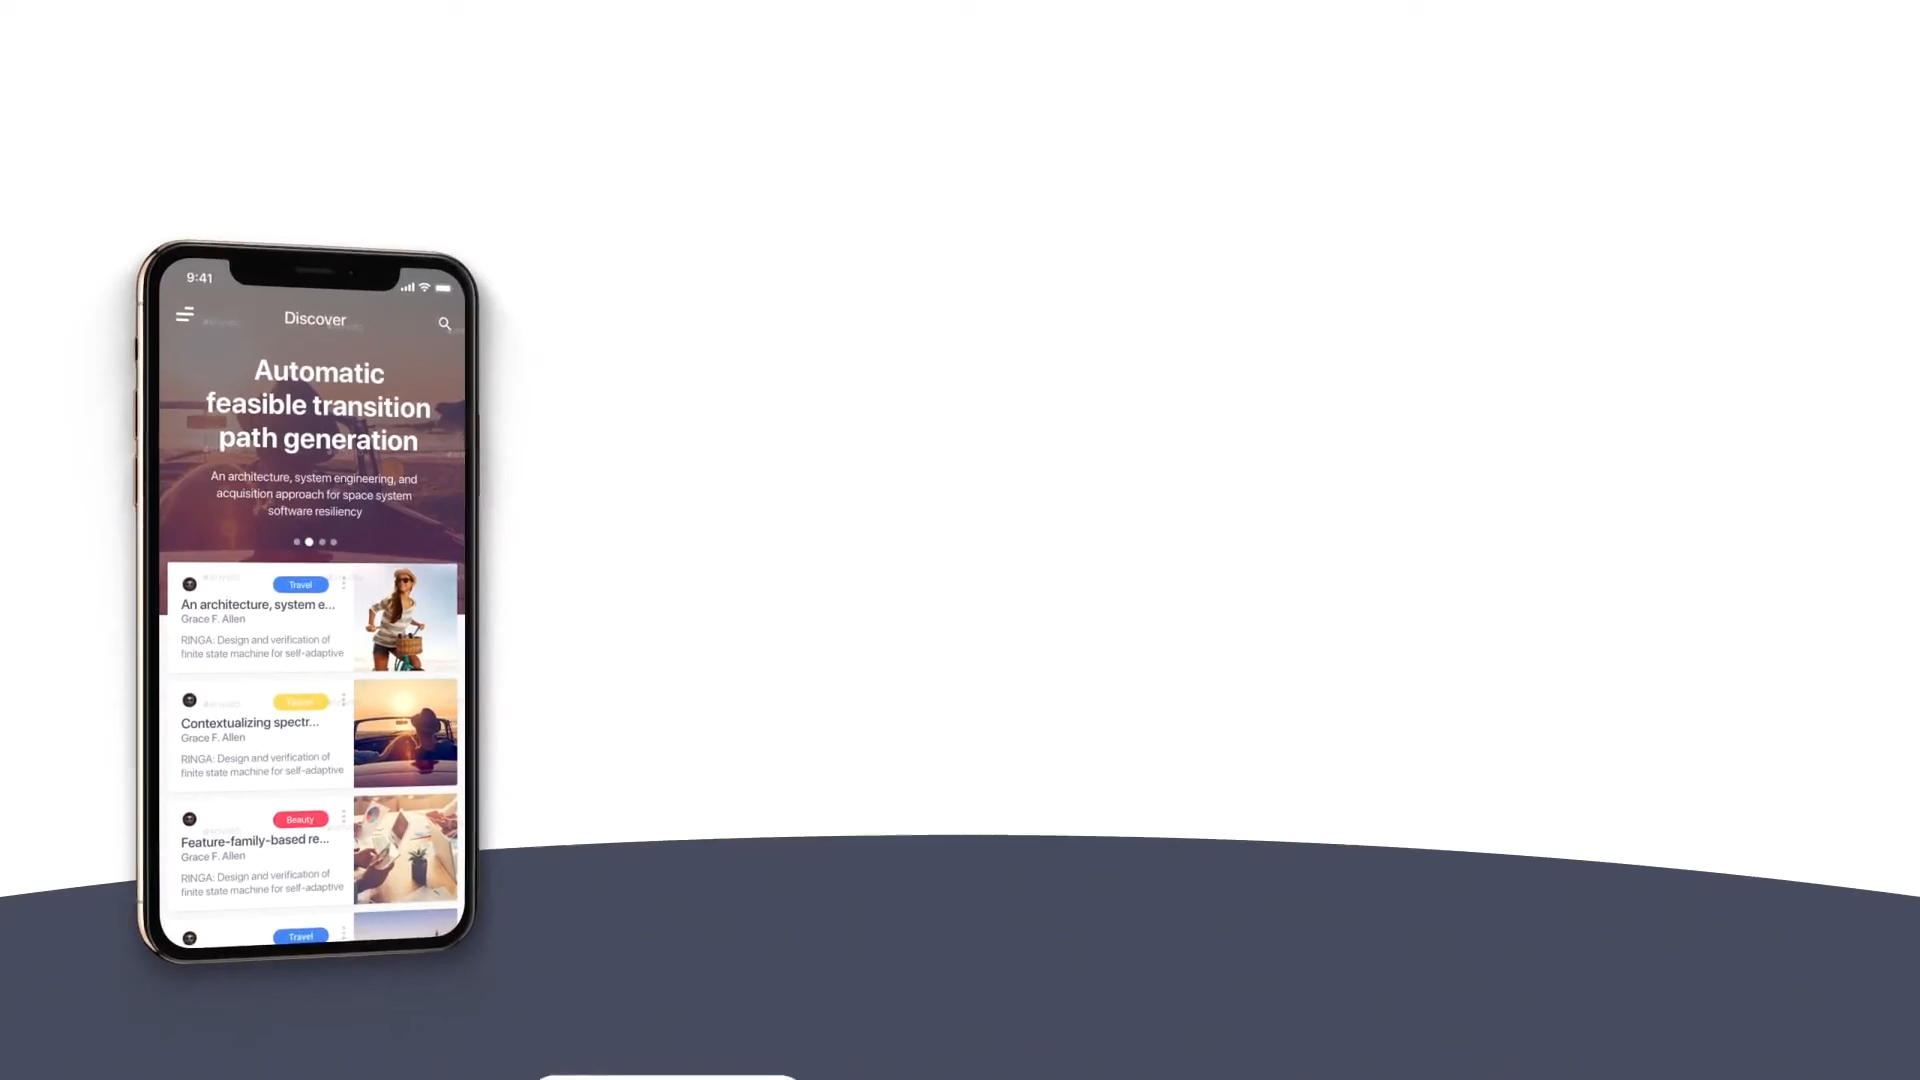 9:41
Discover
Automatic
feasible transition
path generation
An architecture, system engineering, and
acquisition approach for space system
software resiliency
Travel
An architecture, system e...
Grace F. Allen
RINGA: Design and verification of
finite state machine for self-adaptive
Contextualizing spectr...
Grace F. Allen
RINGA: Design and verification of
finite state machine for self-adaptive
Beauty
Feature-family-based re...
Grace F. Allen
RINGA: Design and verification of
finite state machine for self-adaptive
Travel